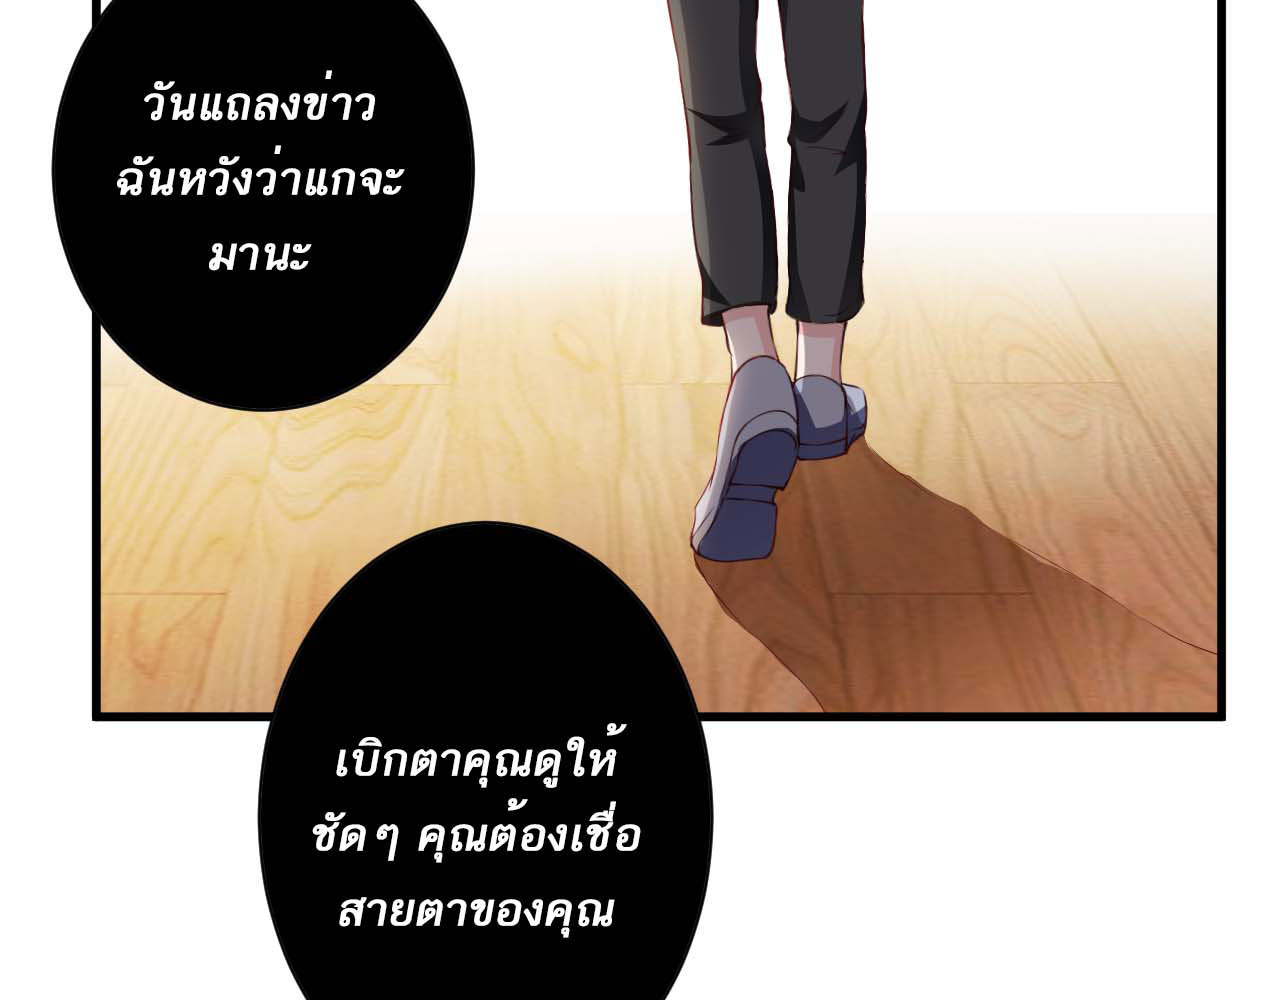 วันแถลงข่าว
ฉันหวังว่าแกจะ
มานะ
เบิกตาคุณดูให้
ชัดๆ คุณต้องเชื่อ
สายตาของคุณ